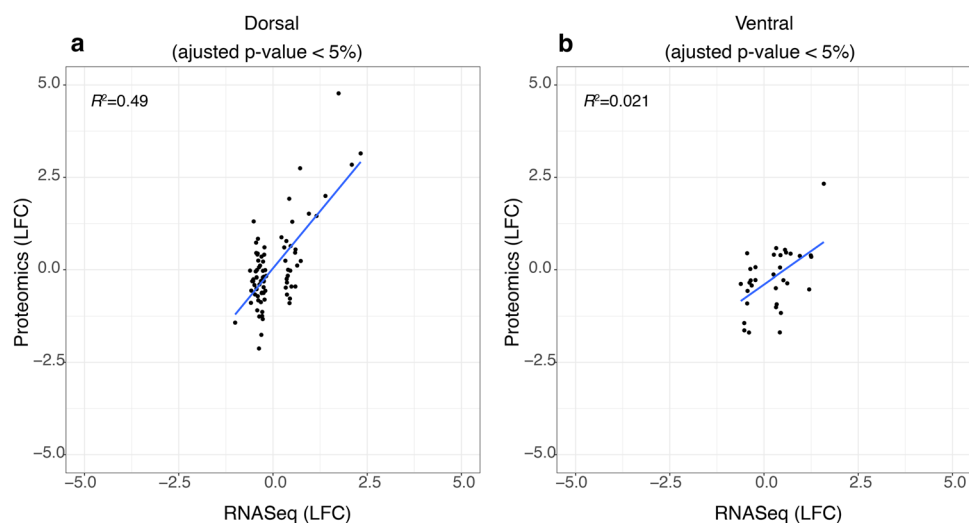 a
Dorsal
(ajusted p-value < 5%)
R²=0.49
5.0
2.5
0.0
−2.5
−5.0
Proteomics (LFC)
−5.0 −2.5 0.0 2.5 5.0
RNASeq (LFC)
b
Ventral
(ajusted p-value < 5%)
R²=0.021
5.0
2.5
0.0
−2.5
−5.0
Proteomics (LFC)
−5.0 −2.5 0.0 2.5 5.0
RNASeq (LFC)